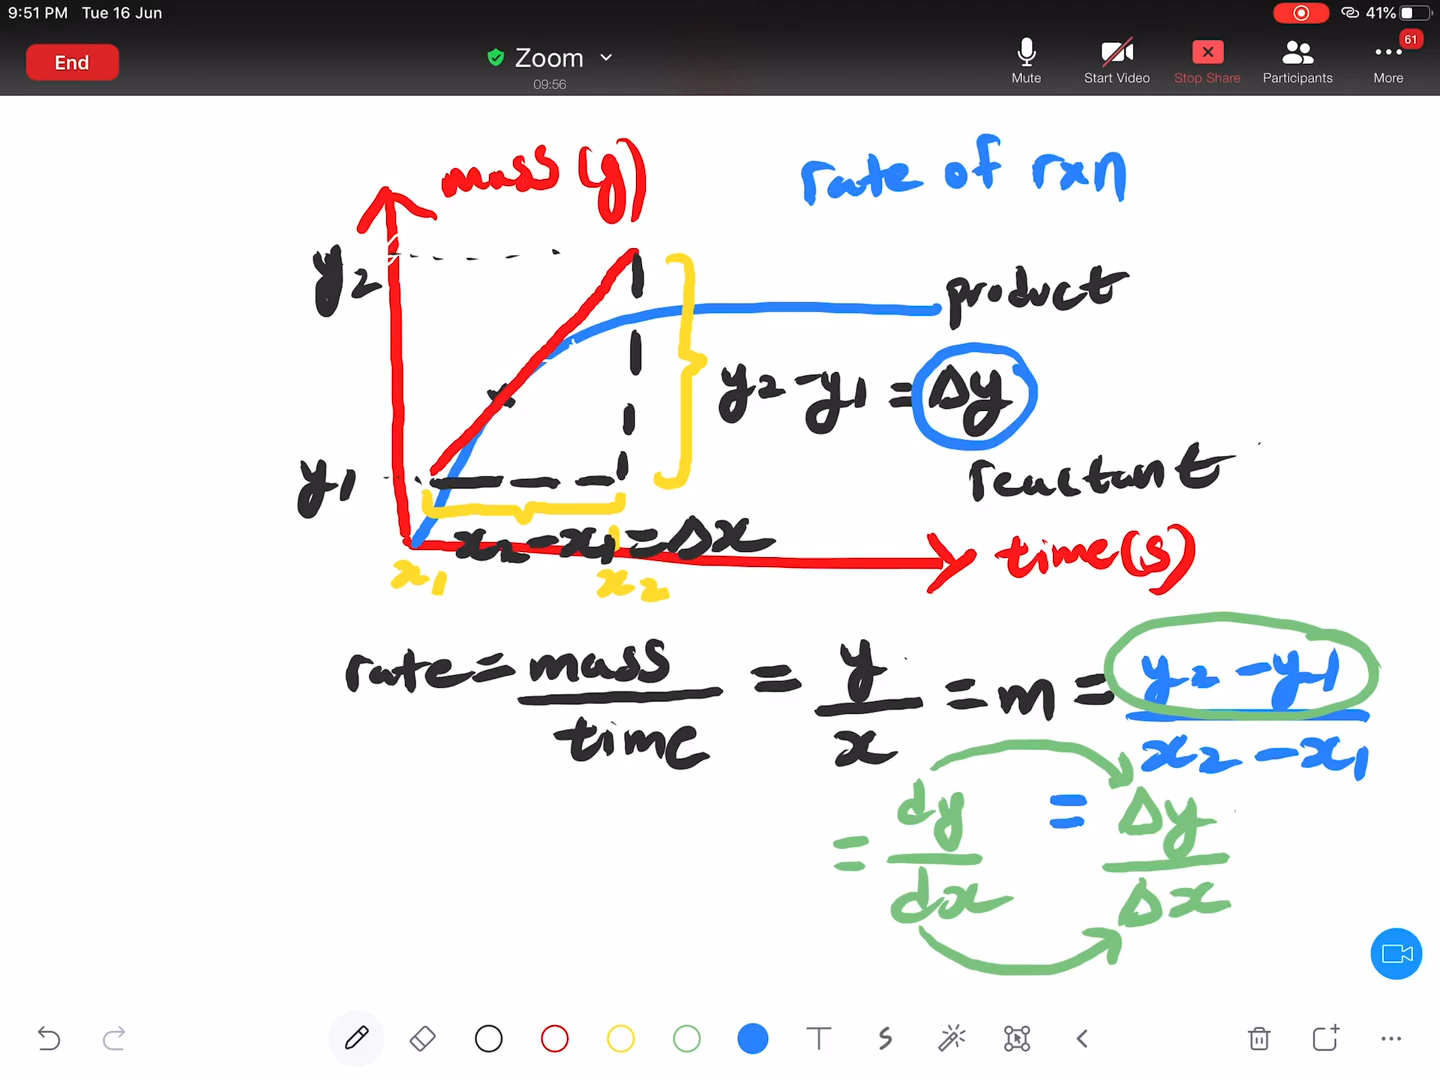 9:51 PM Tue 16 Jun
41%
End
Zoom
09:56
Mute
Start Video
Stop Share
Participants
61
More
mass (y)
rate of rxn
y2
product
y2 - y1 = Δy
y1
reactant
x2 - x1 = Δx
time (s)
x1
x2
rate = mass / time = y / x = m = y2 - y1 / x2 - x1
= dy / dx = Δy / Δx
T